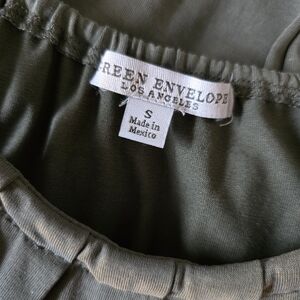 REEN ENVELOPE
LOS ANGELES
S
Made in
Mexico